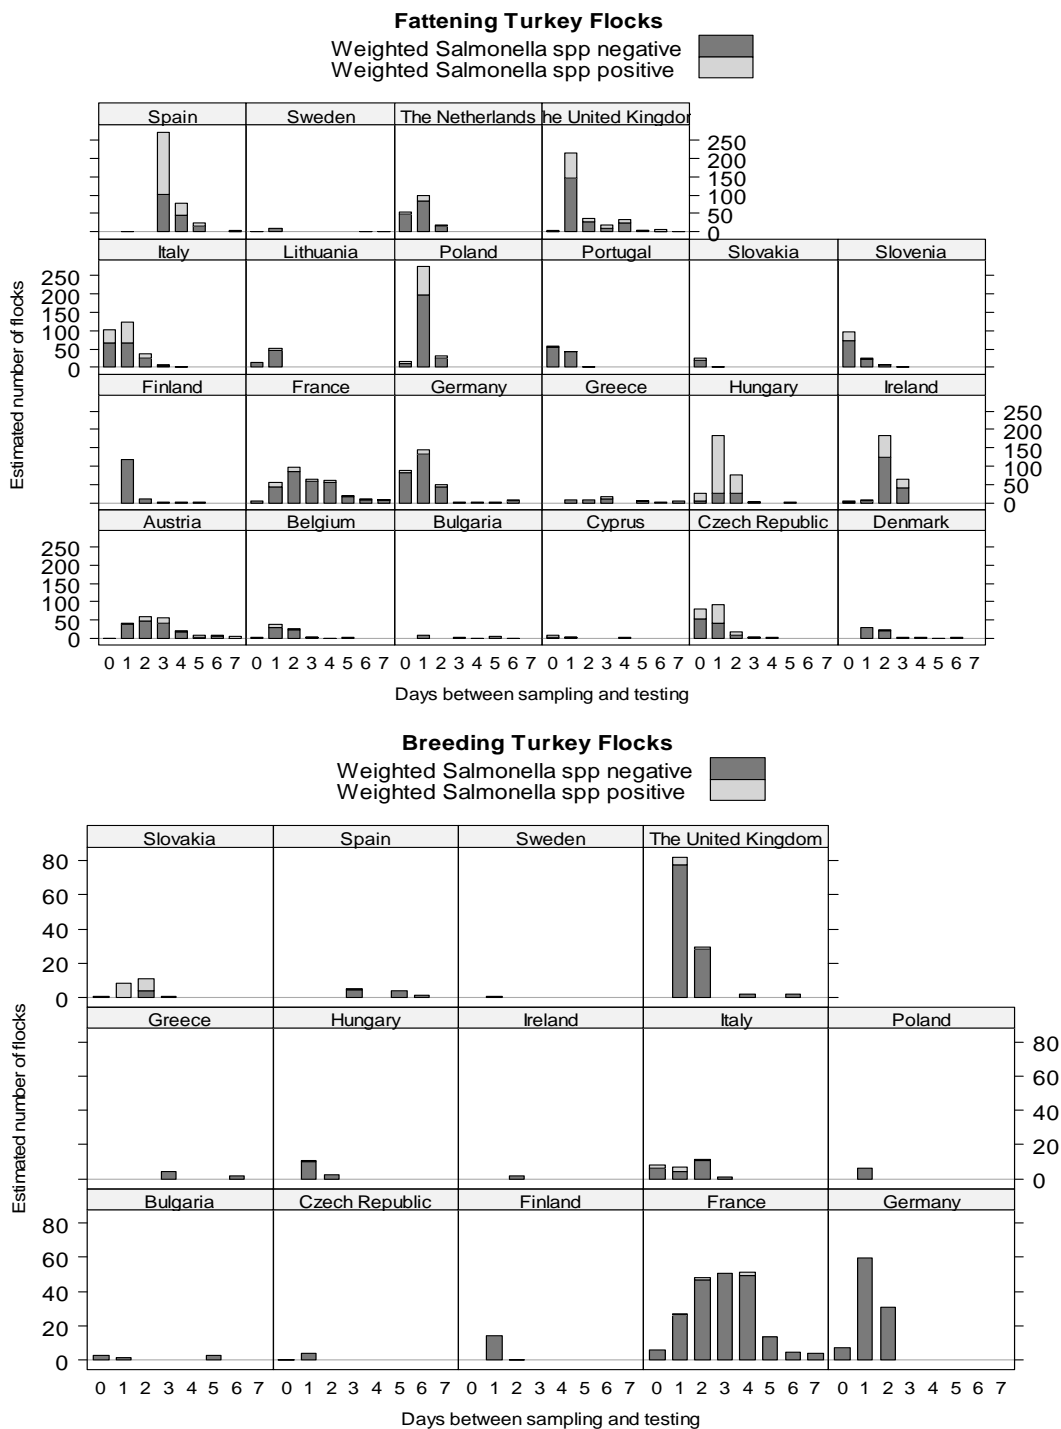 Fattening Turkey Flocks
Weighted Salmonella spp negative
Weighted Salmonella spp positive
Spain Sweden The Netherlands he United Kingdor
250
200
150
100
50
0
Italy Lithuania Poland Portugal Slovakia Slovenia
250
200
150
100
50
0
Finland France Germany Greece Hungary Ireland
250
200
150
100
50
0
Austria Belgium Bulgaria Cyprus Czech Republic Denmark
250
200
150
100
50
0
0 1 2 3 4 5 6 7 0 1 2 3 4 5 6 7 0 1 2 3 4 5 6 7 0 1 2 3 4 5 6 7 0 1 2 3 4 5 6 7 0 1 2 3 4 5 6 7
Estimated number of flocks
Days between sampling and testing
Breeding Turkey Flocks
Weighted Salmonella spp negative
Weighted Salmonella spp positive
Slovakia Spain Sweden The United Kingdom
80
60
40
20
0
Greece Hungary Ireland Italy Poland
80
60
40
20
0
Bulgaria Czech Republic Finland France Germany
80
60
40
20
0
0 1 2 3 4 5 6 7 0 1 2 3 4 5 6 7 0 1 2 3 4 5 6 7 0 1 2 3 4 5 6 7 0 1 2 3 4 5 6 7
Estimated number of flocks
Days between sampling and testing